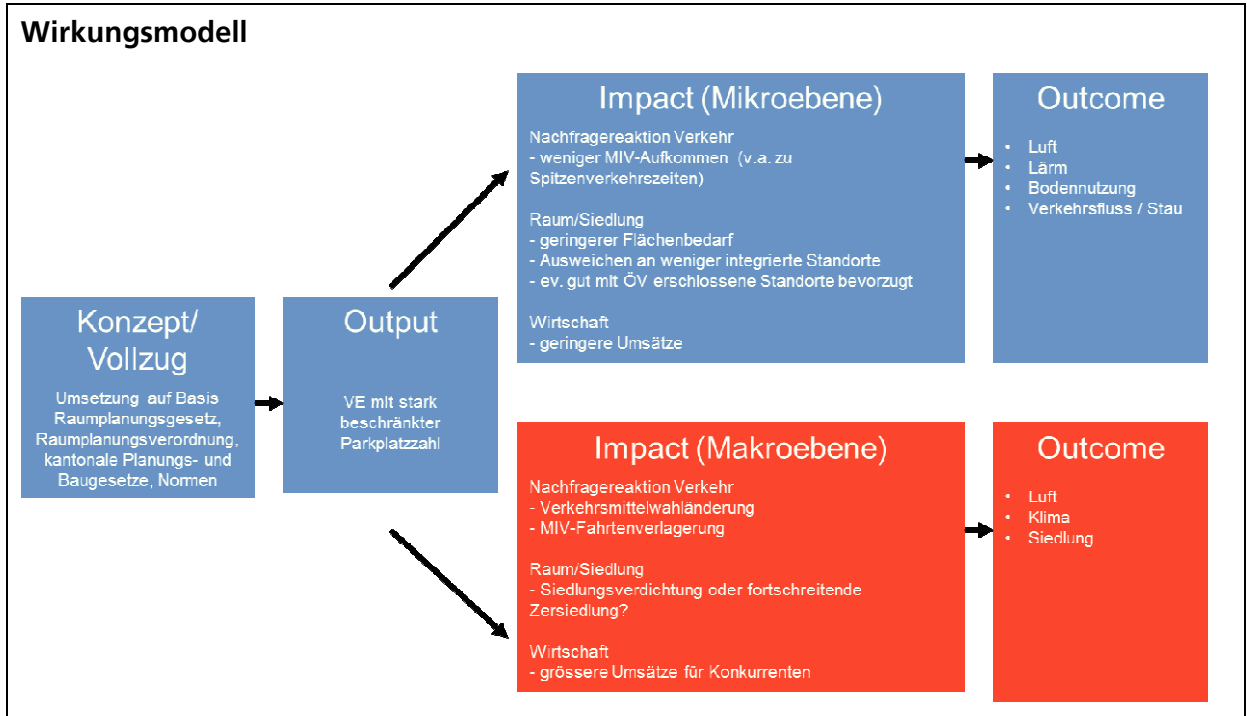 Wirkungsmodell
Konzept/
Vollzug
Umsetzung auf Basis
Raumplanungsgesetz,
Raumplanungsverordnung,
kantonale Planungs- und
Baugesetze, Normen
Output
VE mit stark
beschränkter
Parkplatzzahl
Impact (Mikroebene)
Nachfragereaktion Verkehr
- weniger MIV-Aufkommen (v.a. zu
Spitzenverkehrszeiten)
Raum/Siedlung
- geringerer Flächenbedarf
- Ausweichen an weniger integrierte Standorte
- ev. gut mit ÖV erschlossene Standorte bevorzugt
Wirtschaft
- geringere Umsätze
Outcome
• Luft
• Lärm
• Bodennutzung
• Verkehrsfluss / Stau
Impact (Makroebene)
Nachfragereaktion Verkehr
- Verkehrsmittelwahländerung
- MIV-Fahrtenverlagerung
Raum/Siedlung
- Siedlungsverdichtung oder fortschreitende
Zersiedlung?
Wirtschaft
- grössere Umsätze für Konkurrenten
Outcome
• Luft
• Klima
• Siedlung